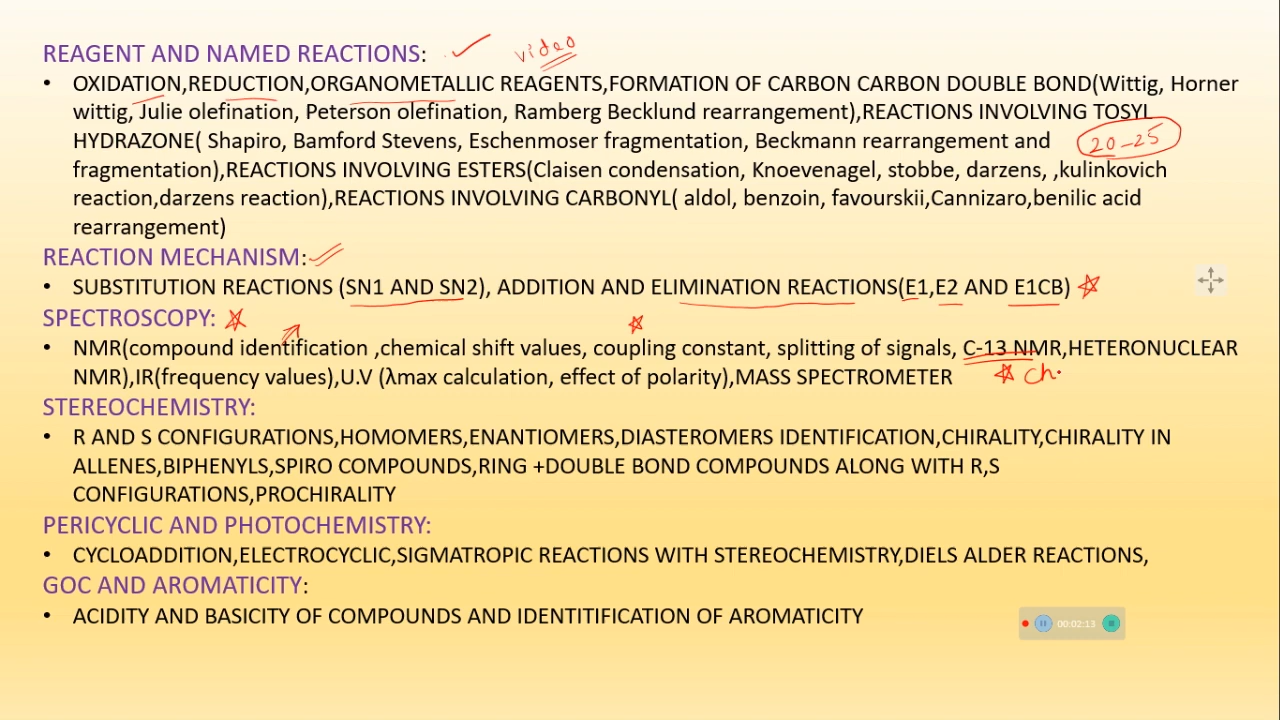 REAGENT AND NAMED REACTIONS: video
• OXIDATION,REDUCTION,ORGANOMETALLIC REAGENTS,FORMATION OF CARBON CARBON DOUBLE BOND(Wittig, Horner
wittig, Julie olefination, Peterson olefination, Ramberg Becklund rearrangement),REACTIONS INVOLVING TOSYL
HYDRAZONE( Shapiro, Bamford Stevens, Eschenmoser fragmentation, Beckmann rearrangement and 20-25
fragmentation),REACTIONS INVOLVING ESTERS(Claisen condensation, Knoevenagel, stobbe, darzens, ,kulinkovich
reaction,darzens reaction),REACTIONS INVOLVING CARBONYL( aldol, benzoin, favourskii,Cannizaro,benilic acid
rearrangement)
REACTION MECHANISM:
• SUBSTITUTION REACTIONS (SN1 AND SN2), ADDITION AND ELIMINATION REACTIONS(E1,E2 AND E1CB)
SPECTROSCOPY:
• NMR(compound identification ,chemical shift values, coupling constant, splitting of signals, C-13 NMR,HETERONUCLEAR
NMR),IR(frequency values),U.V (λmax calculation, effect of polarity),MASS SPECTROMETER
Ch
STEREOCHEMISTRY:
• R AND S CONFIGURATIONS,HOMOMERS,ENANTIOMERS,DIASTEROMERS IDENTIFICATION,CHIRALITY,CHIRALITY IN
ALLENES,BIPHENYLS,SPIRO COMPOUNDS,RING +DOUBLE BOND COMPOUNDS ALONG WITH R,S
CONFIGURATIONS,PROCHIRALITY
PERICYCLIC AND PHOTOCHEMISTRY:
• CYCLOADDITION,ELECTROCYCLIC,SIGMATROPIC REACTIONS WITH STEREOCHEMISTRY,DIELS ALDER REACTIONS,
GOC AND AROMATICITY:
• ACIDITY AND BASICITY OF COMPOUNDS AND IDENTITIFICATION OF AROMATICITY
00:02:13